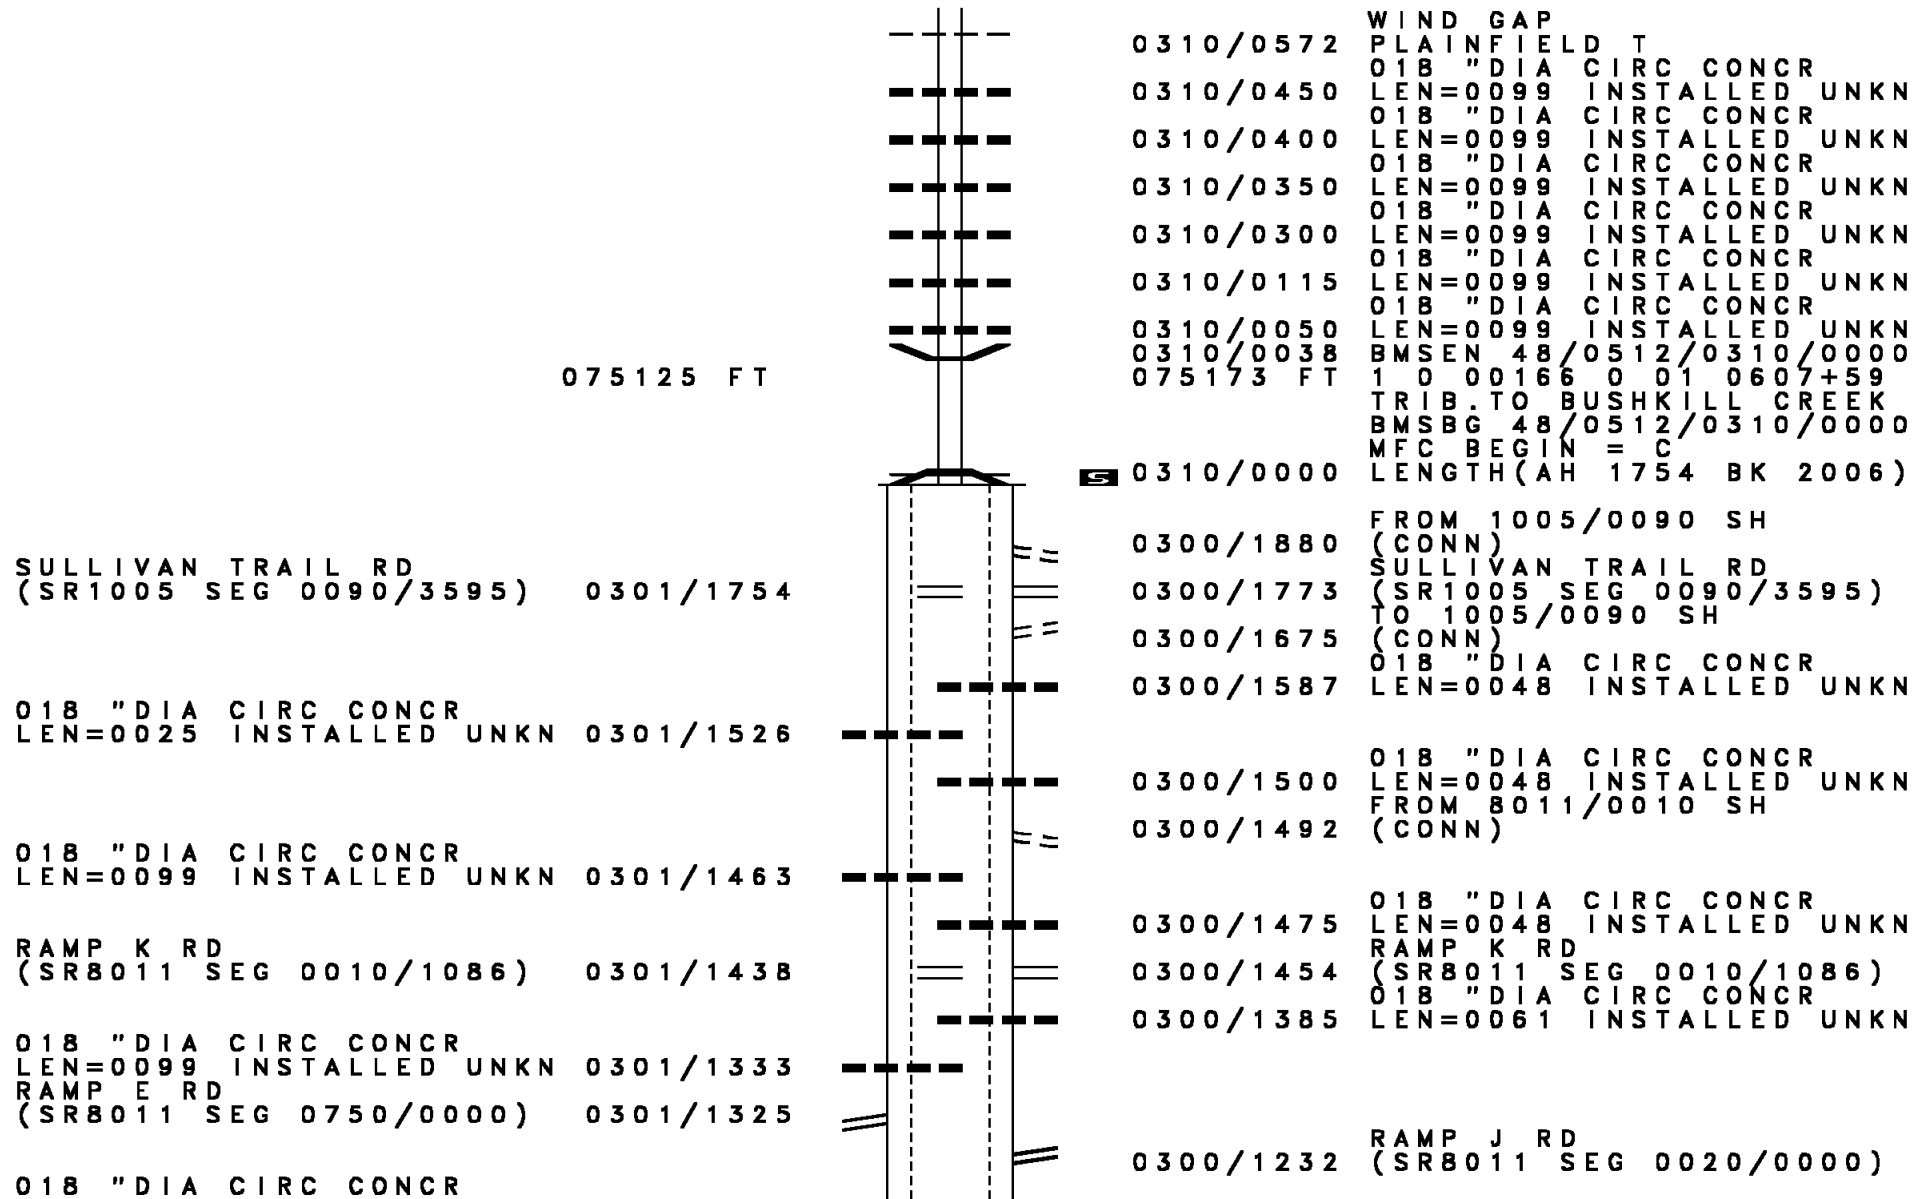 WIND GAP
0310/0572 PLAINFIELD T
018 "DIA CIRC CONCR
0310/0450 LEN=0099 INSTALLED UNKN
018 "DIA CIRC CONCR
0310/0400 LEN=0099 INSTALLED UNKN
018 "DIA CIRC CONCR
0310/0350 LEN=0099 INSTALLED UNKN
018 "DIA CIRC CONCR
0310/0300 LEN=0099 INSTALLED UNKN
018 "DIA CIRC CONCR
0310/0115 LEN=0099 INSTALLED UNKN
018 "DIA CIRC CONCR
0310/0050 LEN=0099 INSTALLED UNKN
0310/0038 BMSEN 48/0512/0310/0000
075125 FT 075173 FT 1 0 00166 0 01 0607+59
TRIB.TO BUSHKILL CREEK
BMSBG 48/0512/0310/0000
MFC BEGIN = C
S 0310/0000 LENGTH(AH 1754 BK 2006)
FROM 1005/0090 SH
0300/1880 (CONN)
SULLIVAN TRAIL RD SULLIVAN TRAIL RD
(SR1005 SEG 0090/3595) 0301/1754 0300/1773 (SR1005 SEG 0090/3595)
TO 1005/0090 SH
0300/1675 (CONN)
018 "DIA CIRC CONCR
0300/1587 LEN=0048 INSTALLED UNKN
018 "DIA CIRC CONCR
LEN=0025 INSTALLED UNKN 0301/1526
018 "DIA CIRC CONCR
0300/1500 LEN=0048 INSTALLED UNKN
FROM 8011/0010 SH
0300/1492 (CONN)
018 "DIA CIRC CONCR
LEN=0099 INSTALLED UNKN 0301/1463
018 "DIA CIRC CONCR
0300/1475 LEN=0048 INSTALLED UNKN
RAMP K RD RAMP K RD
(SR8011 SEG 0010/1086) 0301/1438 0300/1454 (SR8011 SEG 0010/1086)
018 "DIA CIRC CONCR
0300/1385 LEN=0061 INSTALLED UNKN
018 "DIA CIRC CONCR
LEN=0099 INSTALLED UNKN 0301/1333
RAMP E RD
(SR8011 SEG 0750/0000) 0301/1325
RAMP J RD
0300/1232 (SR8011 SEG 0020/0000)
018 "DIA CIRC CONCR